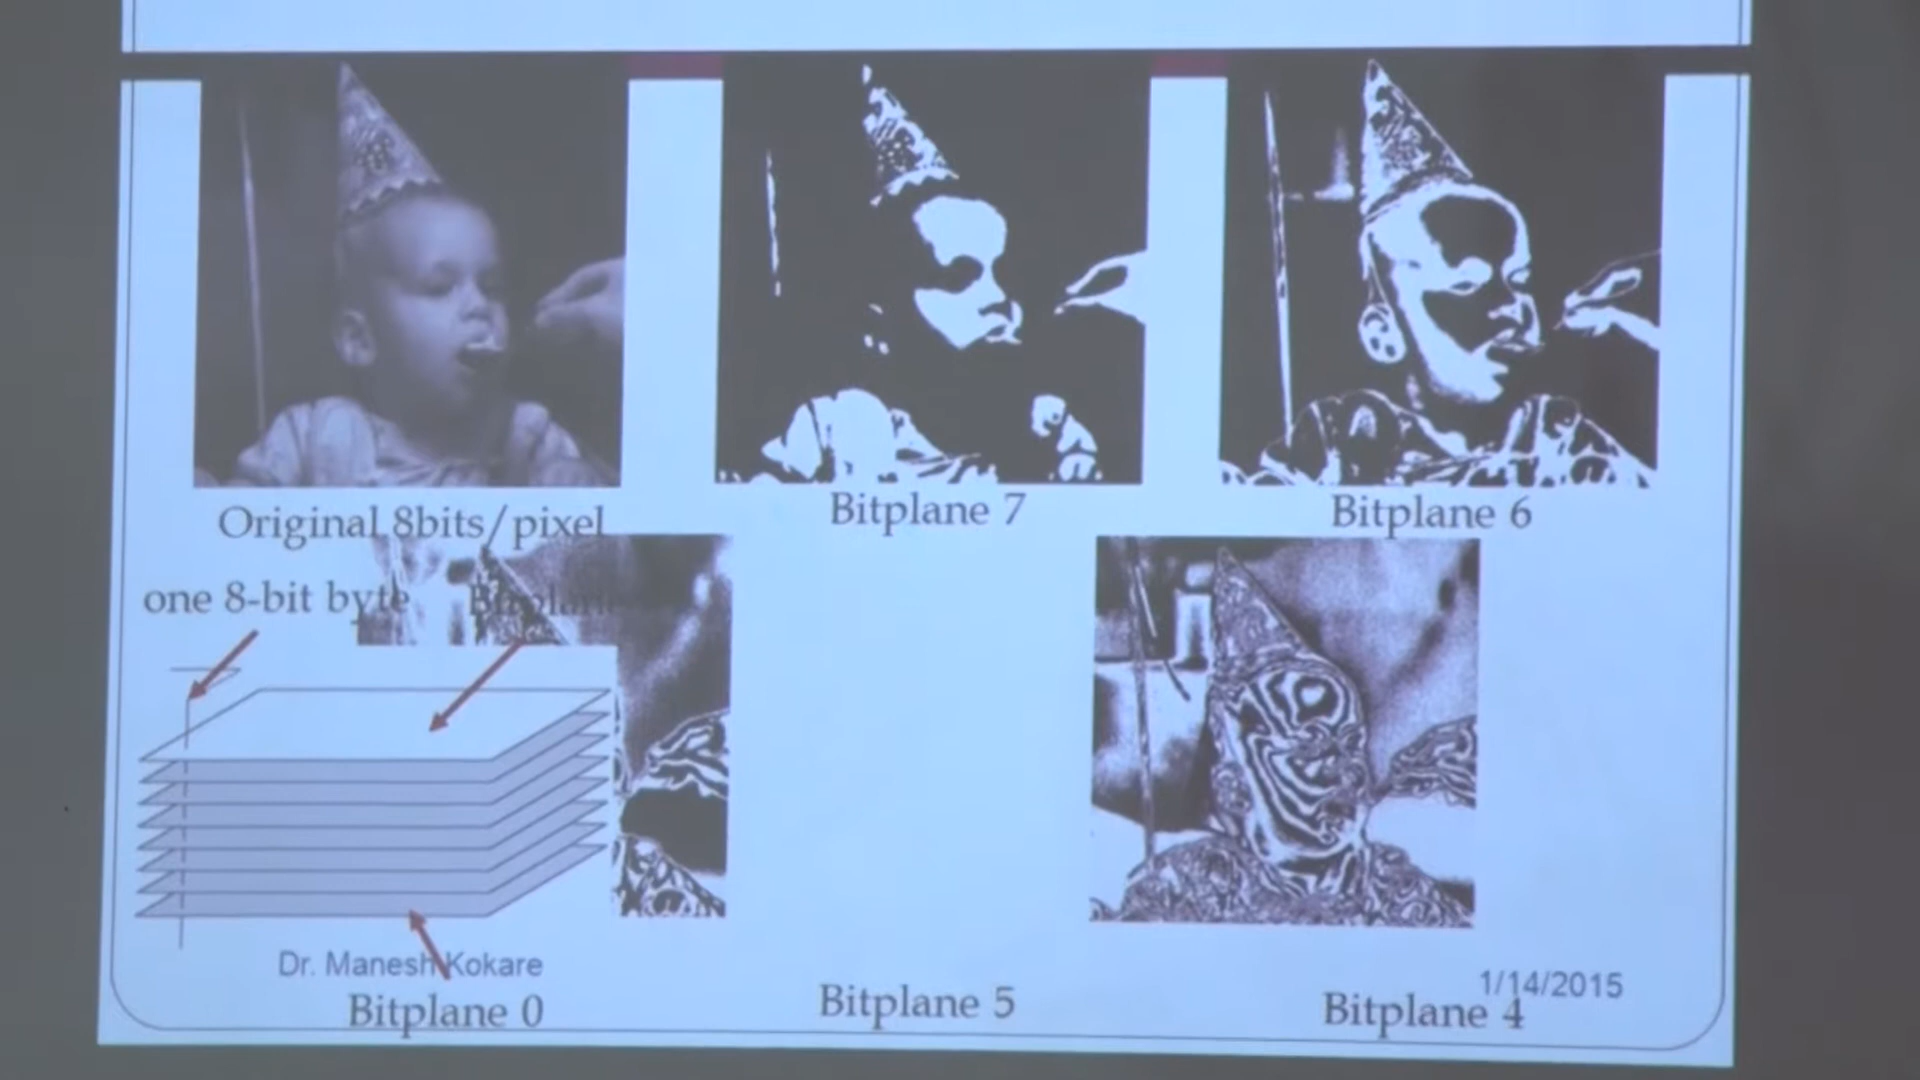 Original 8bits/pixel
Bitplane 7
Bitplane 6
one 8-bit byte
Bitplane
Dr. Manesh Kokare
1/14/2015
Bitplane 0
Bitplane 5
Bitplane 4